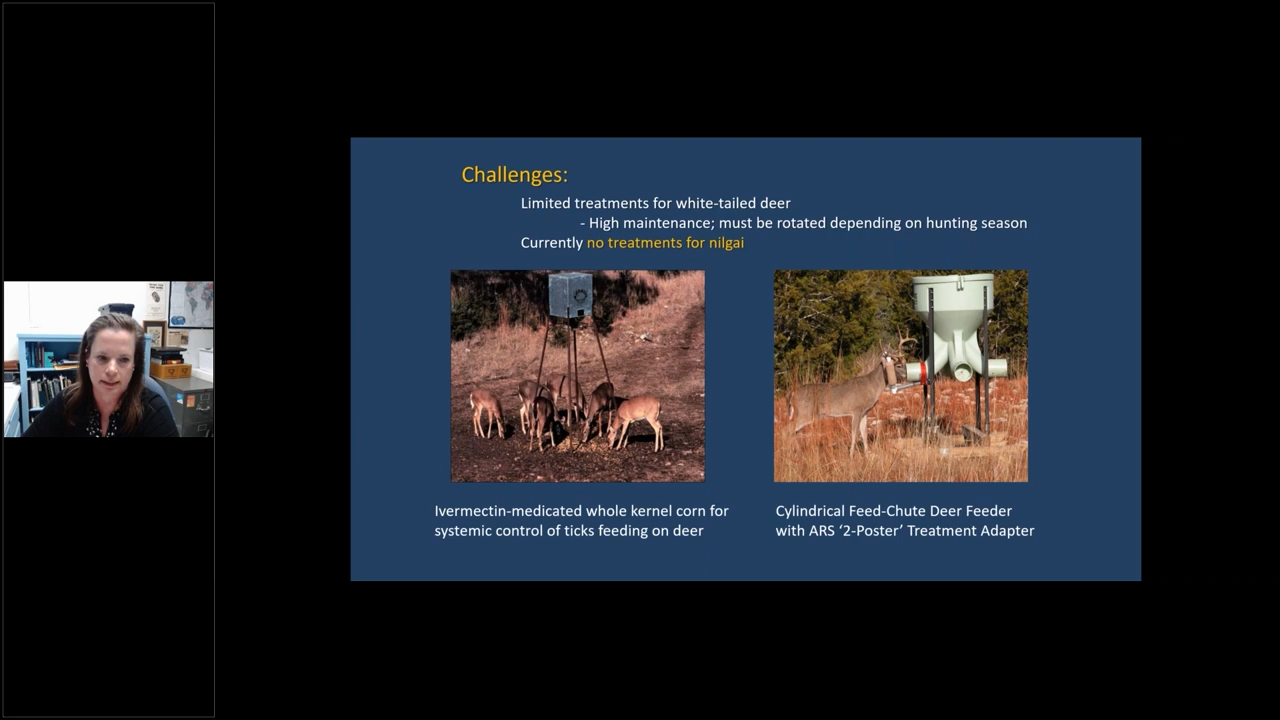 Challenges:
Limited treatments for white-tailed deer
- High maintenance; must be rotated depending on hunting season
Currently no treatments for nilgai
Ivermectin-medicated whole kernel corn for
systemic control of ticks feeding on deer
Cylindrical Feed-Chute Deer Feeder
with ARS ‘2-Poster’ Treatment Adapter